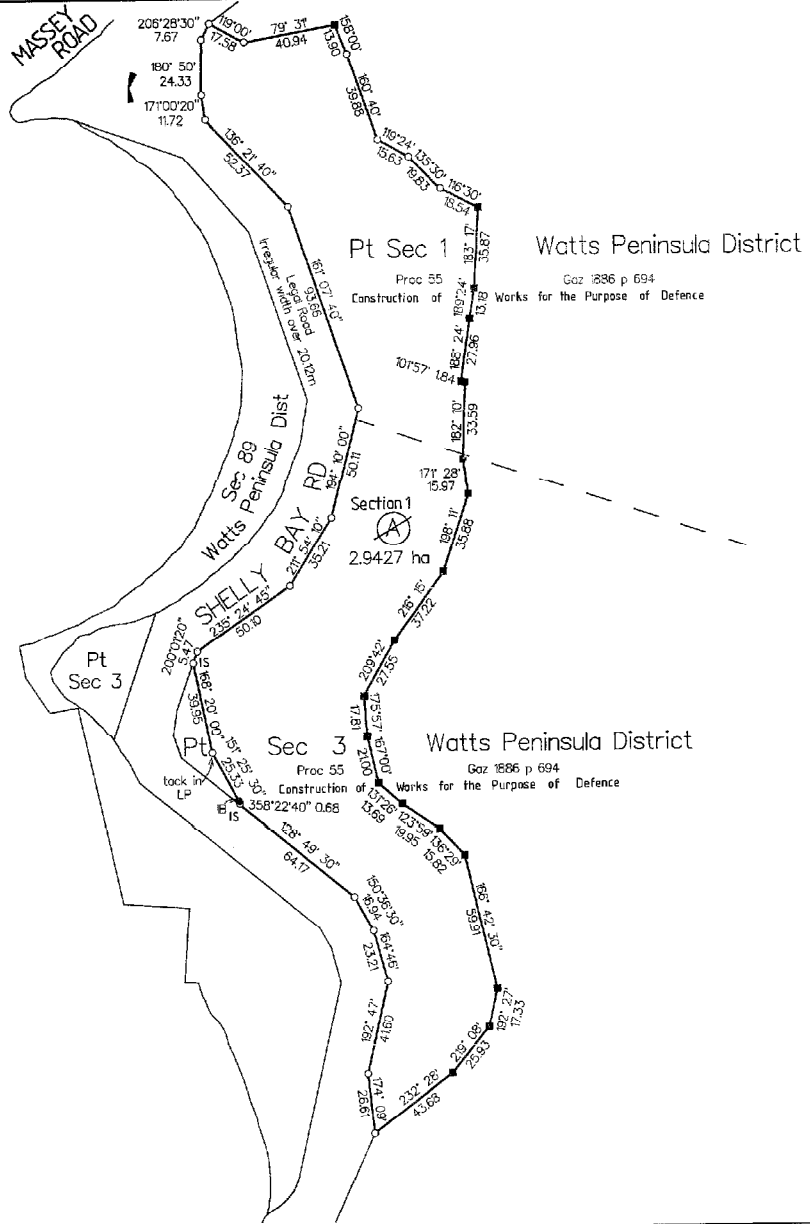 MASSEY
ROAD
206°28'30"
7.67
119°00'
17.58
79° 31'
40.94
158°00'
13.90
180° 50'
24.33
171°00'20"
11.72
160° 40'
39.88
136° 21' 40"
52.37
119°24'
15.63
135°30'
19.83
116°30'
18.54
183° 17'
35.87
Pt Sec 1
Watts Peninsula District
Proc 55
Gaz 1886 p 694
Construction of Works for the Purpose of Defence
189°24'
13.18
161° 07' 40"
93.66
Legal Road
Irregular width over 20.12m
188° 24'
27.96
101°57' 1.84
182° 10'
33.59
Sec 89
Watts Peninsula Dist
194° 10' 00"
50.11
171° 28'
15.97
Section 1
A
2.9427 ha
198° 11'
35.88
SHELLY BAY RD
211° 54' 10"
35.21
235° 24' 45"
50.10
216° 15'
37.22
200°01'20"
5.47
IS
209°42'
27.55
Pt
Sec 3
168° 20' 00"
39.95
175°57'
17.81
Pt Sec 3
Watts Peninsula District
151° 25' 30"
25.33
167°00'
21.00
Proc 55
Gaz 1886 p 694
tack in
LP
Construction of Works for the Purpose of Defence
IS
358°22'40" 0.68
131°26'
13.69
123°59'
19.95
136°29'
15.82
128° 49' 30"
64.17
150°36'30"
16.94
166° 42' 30"
59.91
164°46'
23.21
192° 47'
41.60
192° 27'
17.33
219° 08'
25.93
232° 28'
43.68
174° 09'
26.61